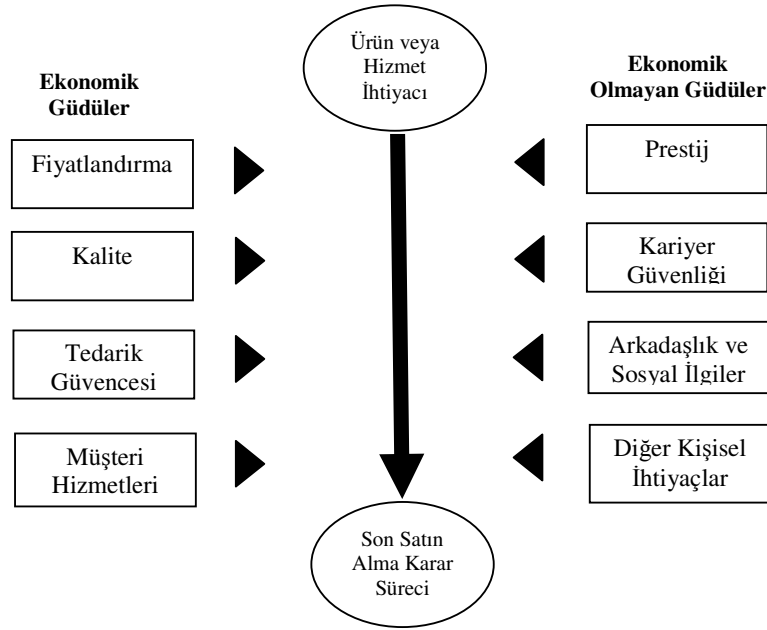 Ürün veya
Hizmet
İhtiyacı
Ekonomik
Güdüler
Fiyatlandırma
Kalite
Tedarik
Güvencesi
Müşteri
Hizmetleri
Ekonomik
Olmayan Güdüler
Prestij
Kariyer
Güvenliği
Arkadaşlık ve
Sosyal İlgiler
Diğer Kişisel
İhtiyaçlar
Son Satın
Alma Karar
Süreci